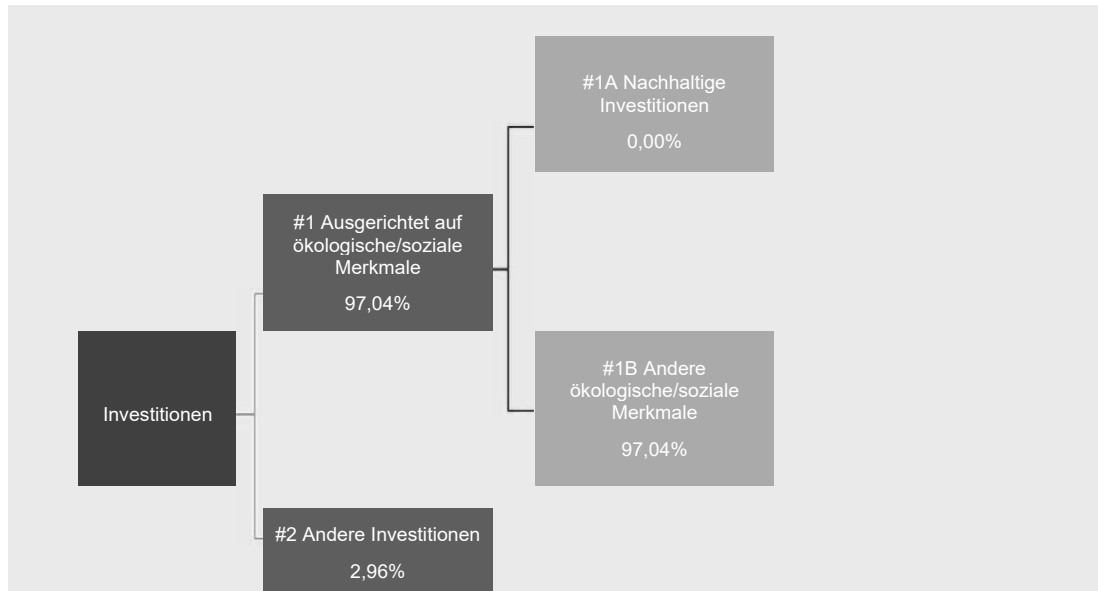 #1A Nachhaltige
Investitionen
0,00%
#1 Ausgerichtet auf
ökologische/soziale
Merkmale
97,04%
#1B Andere
ökologische/soziale
Merkmale
97,04%
Investitionen
#2 Andere Investitionen
2,96%